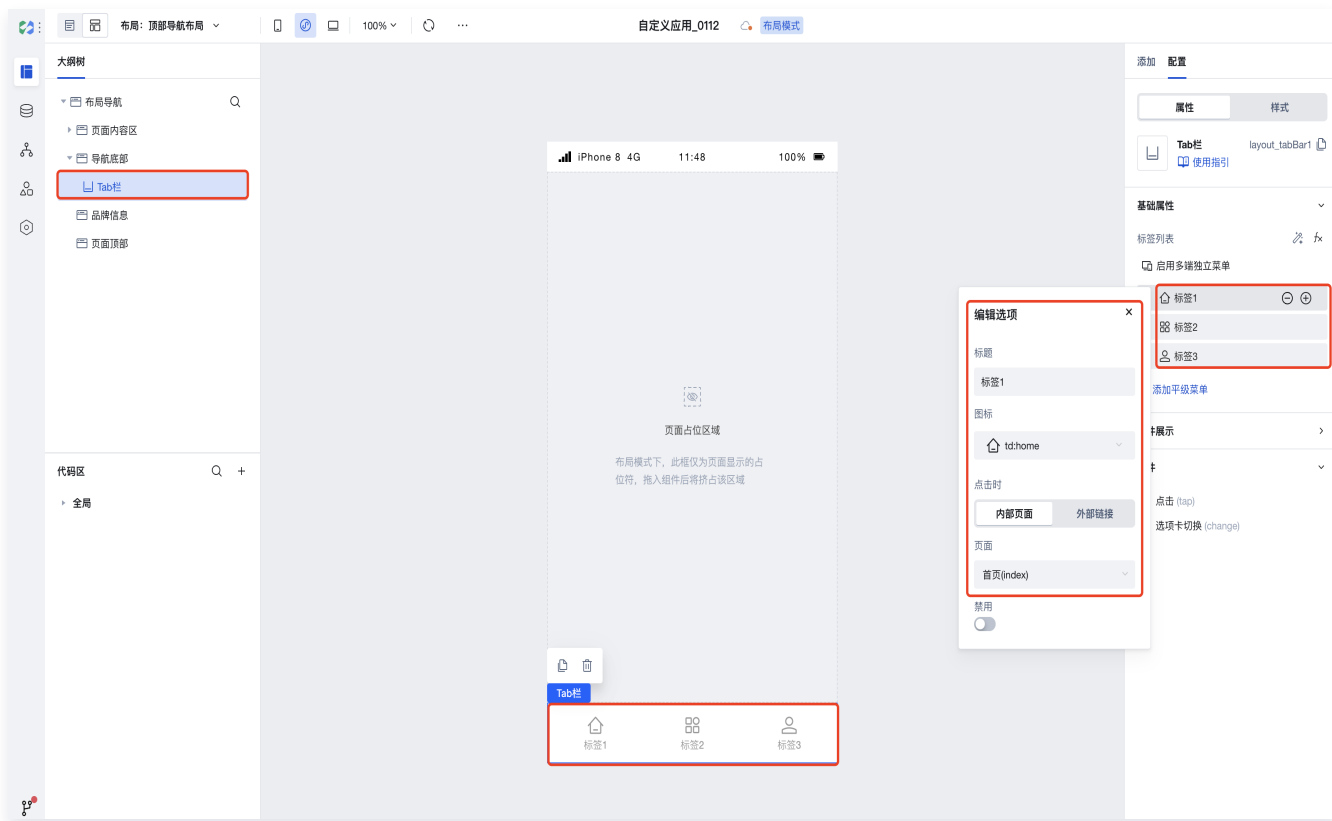 布局：顶部导航布局
100%
自定义应用_0112
布局模式
大纲树
布局导航
页面内容区
导航底部
Tab栏
品牌信息
页面顶部
代码区
全局
iPhone 8 4G 11:48 100%
页面占位区域
布局模式下，此框仅为页面显示的占
位符，拖入组件后将挤占该区域
Tab栏
标签1 标签2 标签3
编辑选项
标题
标签1
图标
td:home
点击时
内部页面 外部链接
页面
首页(index)
禁用
添加 配置
属性 样式
Tab栏 layout_tabBar1
使用指引
基础属性
标签列表 fx
启用多端独立菜单
标签1
标签2
标签3
添加平级菜单
件展示
件
点击 (tap)
选项卡切换 (change)